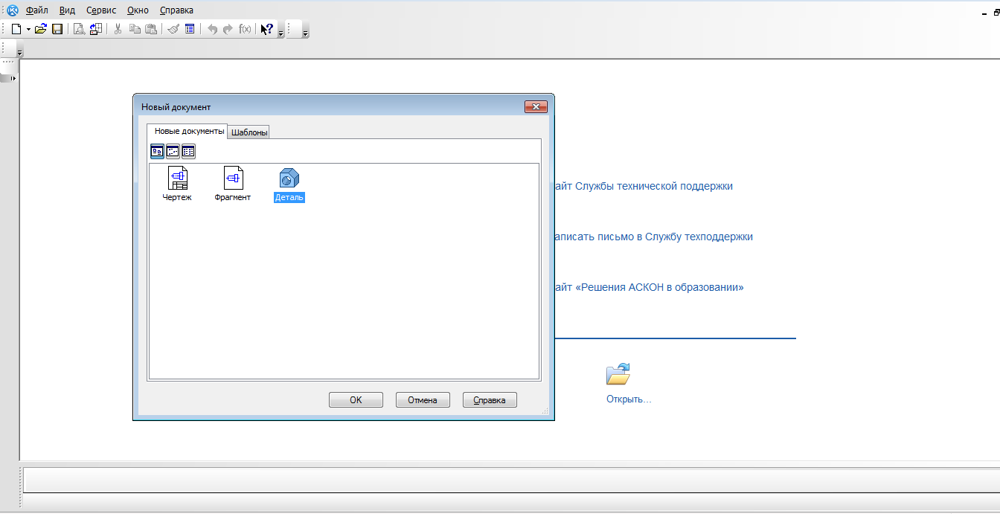 Файл Вид Сервис Окно Справка
f(x)
Новый документ
Новые документы Шаблоны
Чертеж Фрагмент Деталь
айт Службы технической поддержки
аписать письмо в Службу техподдержки
айт «Решения АСКОН в образовании»
Открыть...
OK Отмена Справка